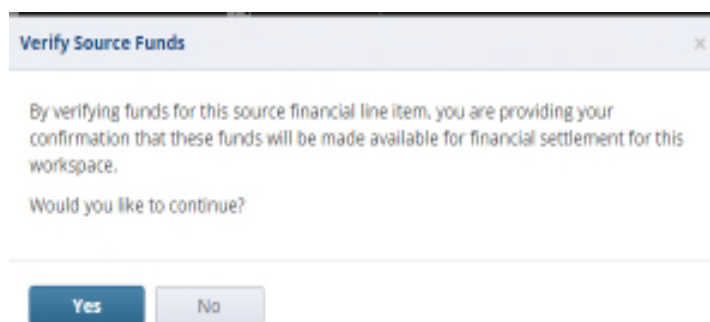 Verify Source Funds ×
By verifying funds for this source financial line item, you are providing your
confirmation that these funds will be made available for financial settlement for this
workspace.
Would you like to continue?
Yes No